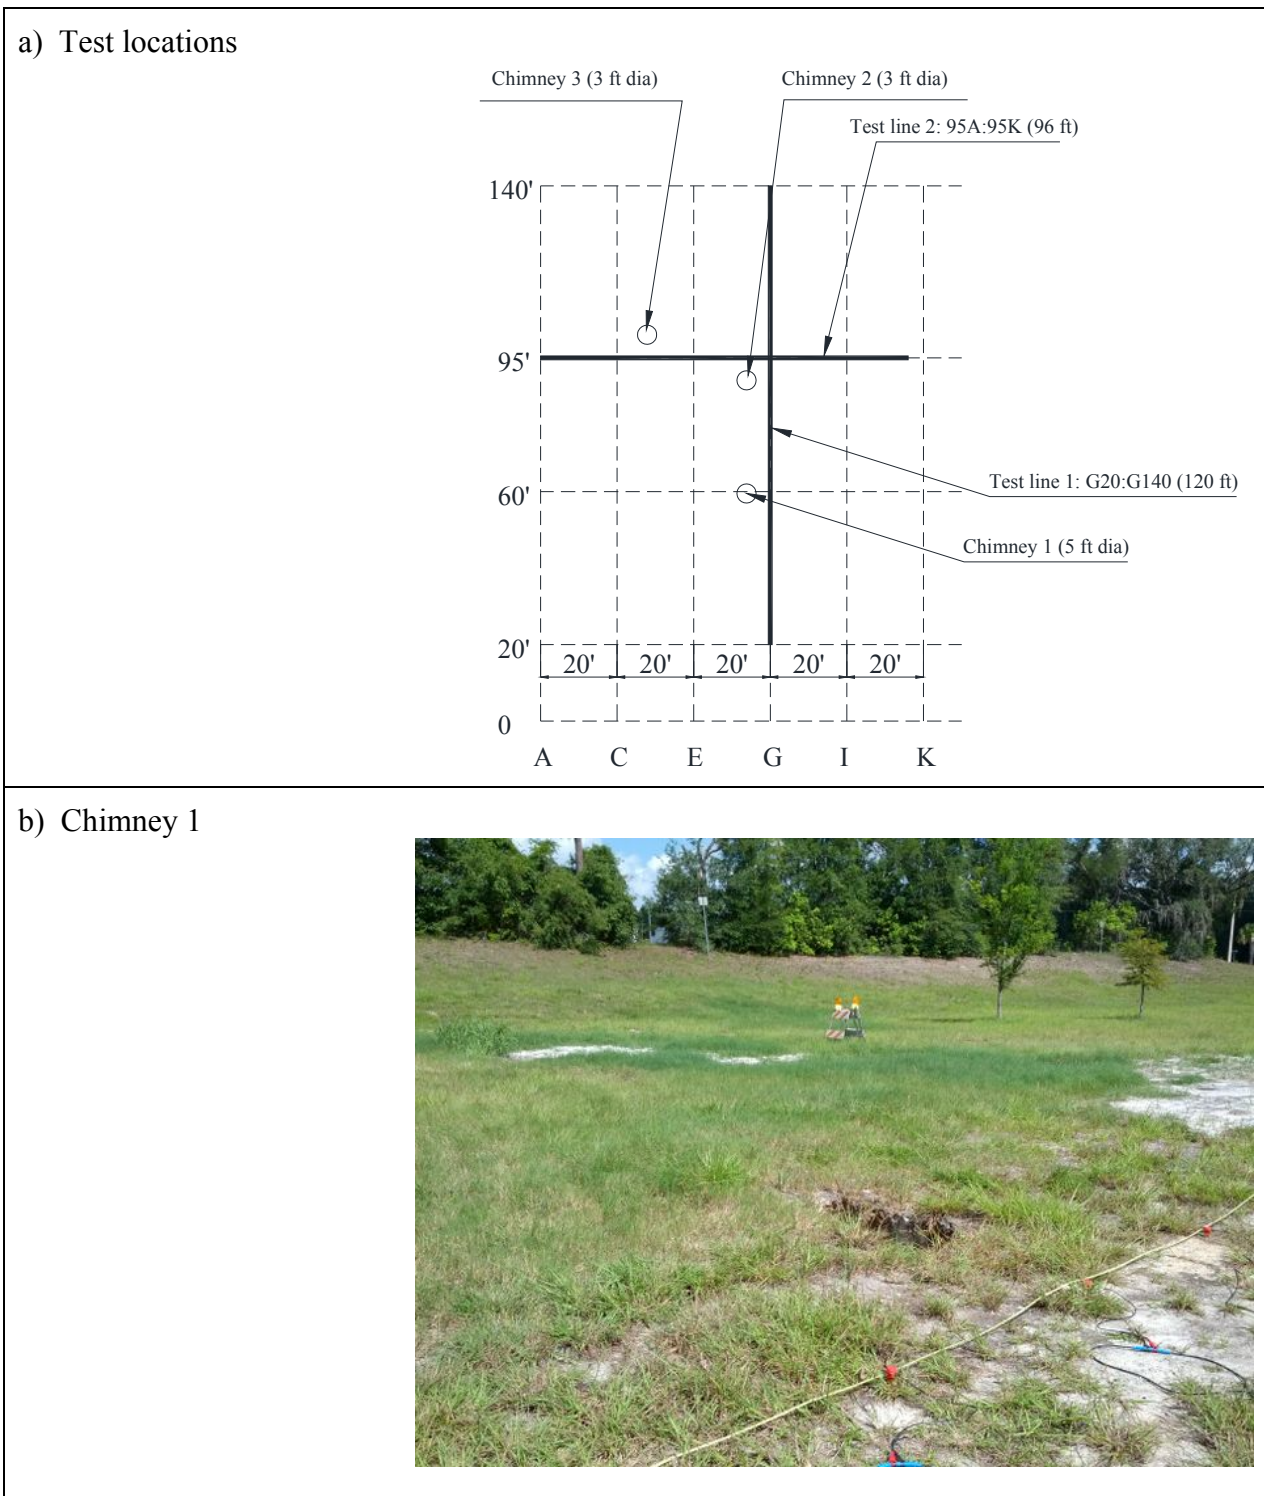 a) Test locations
Chimney 3 (3 ft dia)
Chimney 2 (3 ft dia)
Test line 2: 95A:95K (96 ft)
140'
95'
Test line 1: G20:G140 (120 ft)
60'
Chimney 1 (5 ft dia)
20'
20' 20' 20' 20' 20'
0
A C E G I K
b) Chimney 1